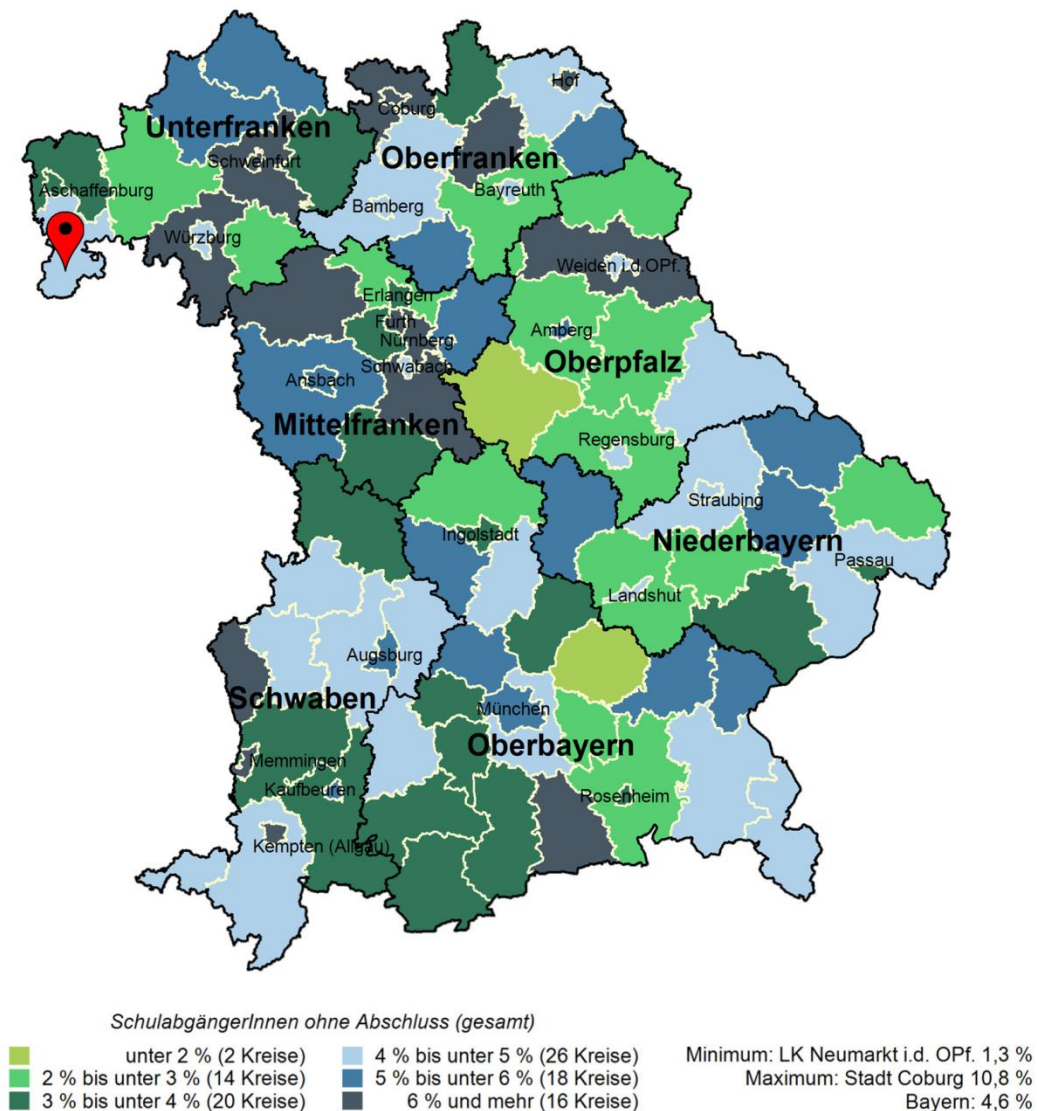 Hof
Coburg
Unterfranken
Schweinfurt
Oberfranken
Aschaffenburg
Bayreuth
Bamberg
Würzburg
Weiden i.d.OPf.
Erlangen
Fürth
Amberg
Nürnberg
Oberpfalz
Schwabach
Ansbach
Mittelfranken
Regensburg
Straubing
Ingolstadt
Niederbayern
Passau
Landshut
Augsburg
Schwaben
München
Oberbayern
Memmingen
Kaufbeuren
Rosenheim
Kempten (Allgäu)
SchulabgängerInnen ohne Abschluss (gesamt)
unter 2 % (2 Kreise)
2 % bis unter 3 % (14 Kreise)
3 % bis unter 4 % (20 Kreise)
4 % bis unter 5 % (26 Kreise)
5 % bis unter 6 % (18 Kreise)
6 % und mehr (16 Kreise)
Minimum: LK Neumarkt i.d. OPf. 1,3 %
Maximum: Stadt Coburg 10,8 %
Bayern: 4,6 %